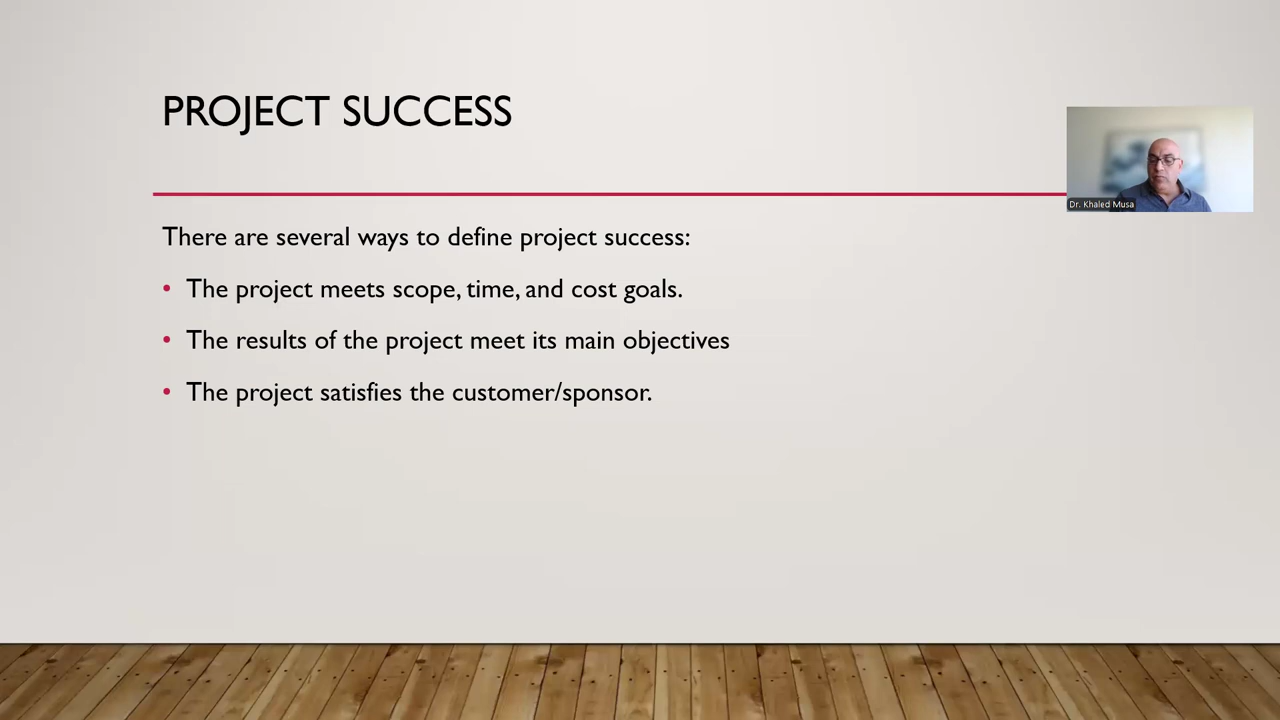 PROJECT SUCCESS
Dr. Khaled Musa
There are several ways to define project success:
• The project meets scope, time, and cost goals.
• The results of the project meet its main objectives
• The project satisfies the customer/sponsor.